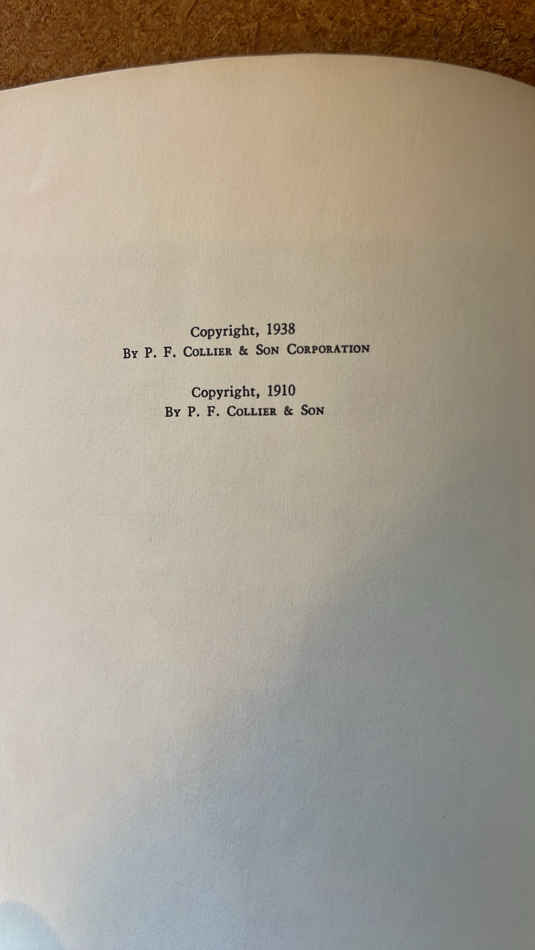 Copyright, 1938
By P. F. Collier & Son Corporation
Copyright, 1910
By P. F. Collier & Son